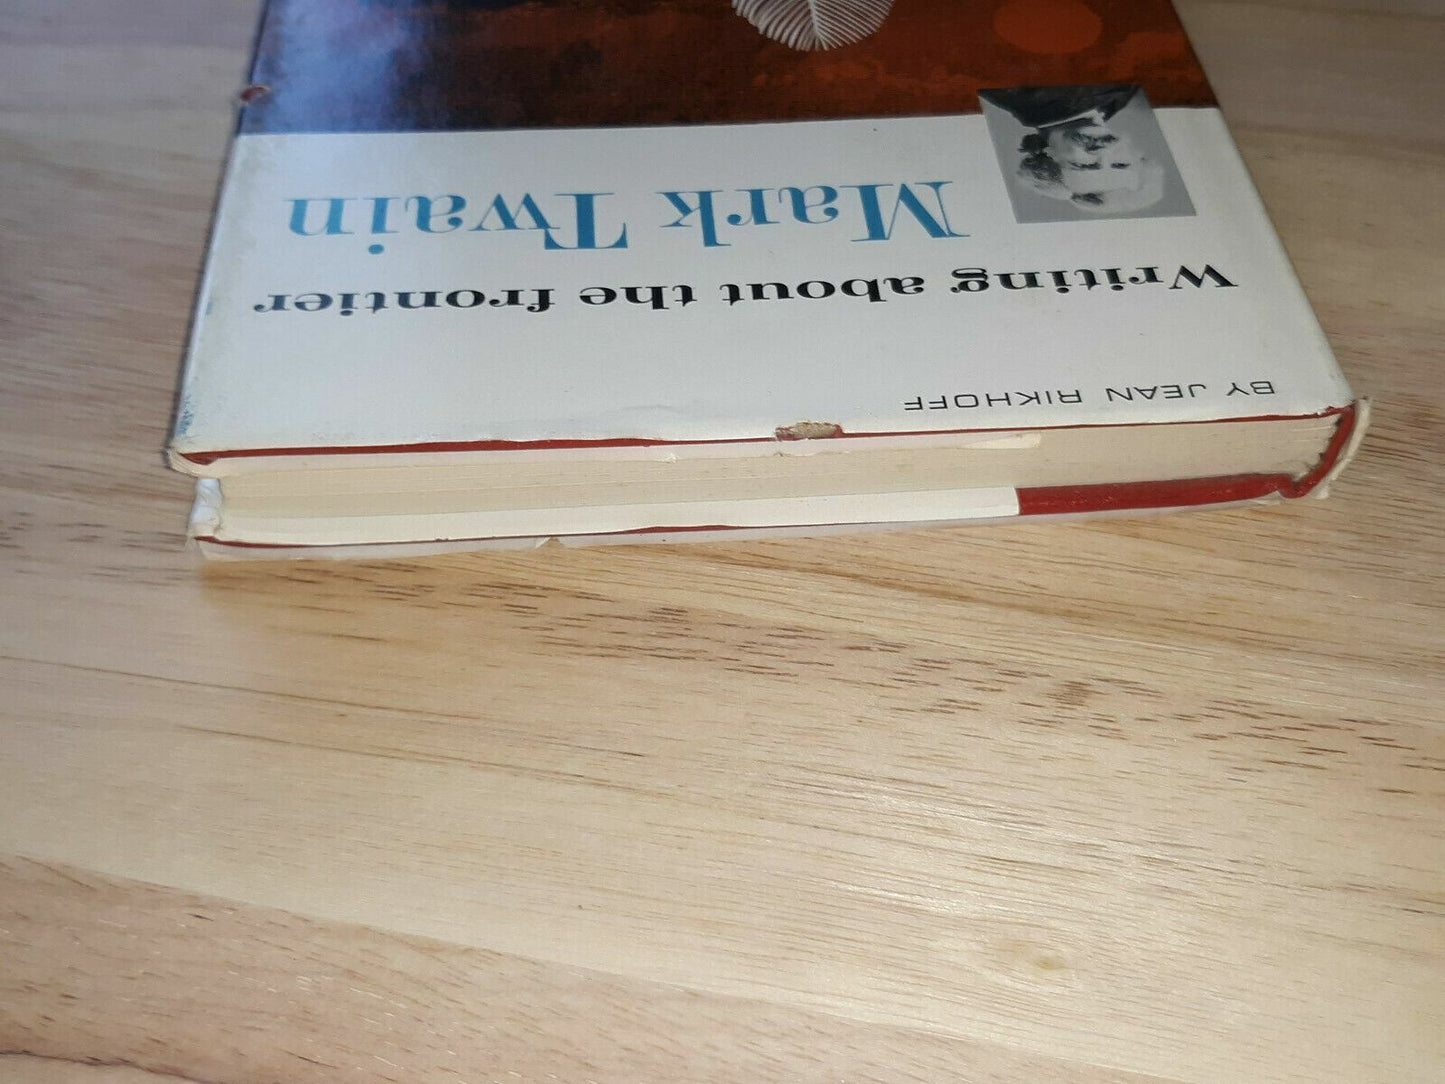 BY JEAN RIKHOFF
Writing about the frontier
Mark Twain